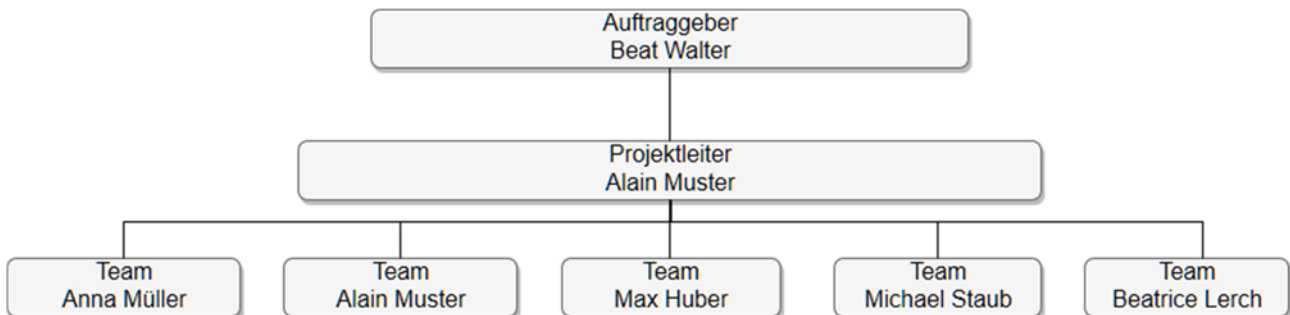 Auftraggeber
Beat Walter
Projektleiter
Alain Muster
Team
Anna Müller
Team
Alain Muster
Team
Max Huber
Team
Michael Staub
Team
Beatrice Lerch